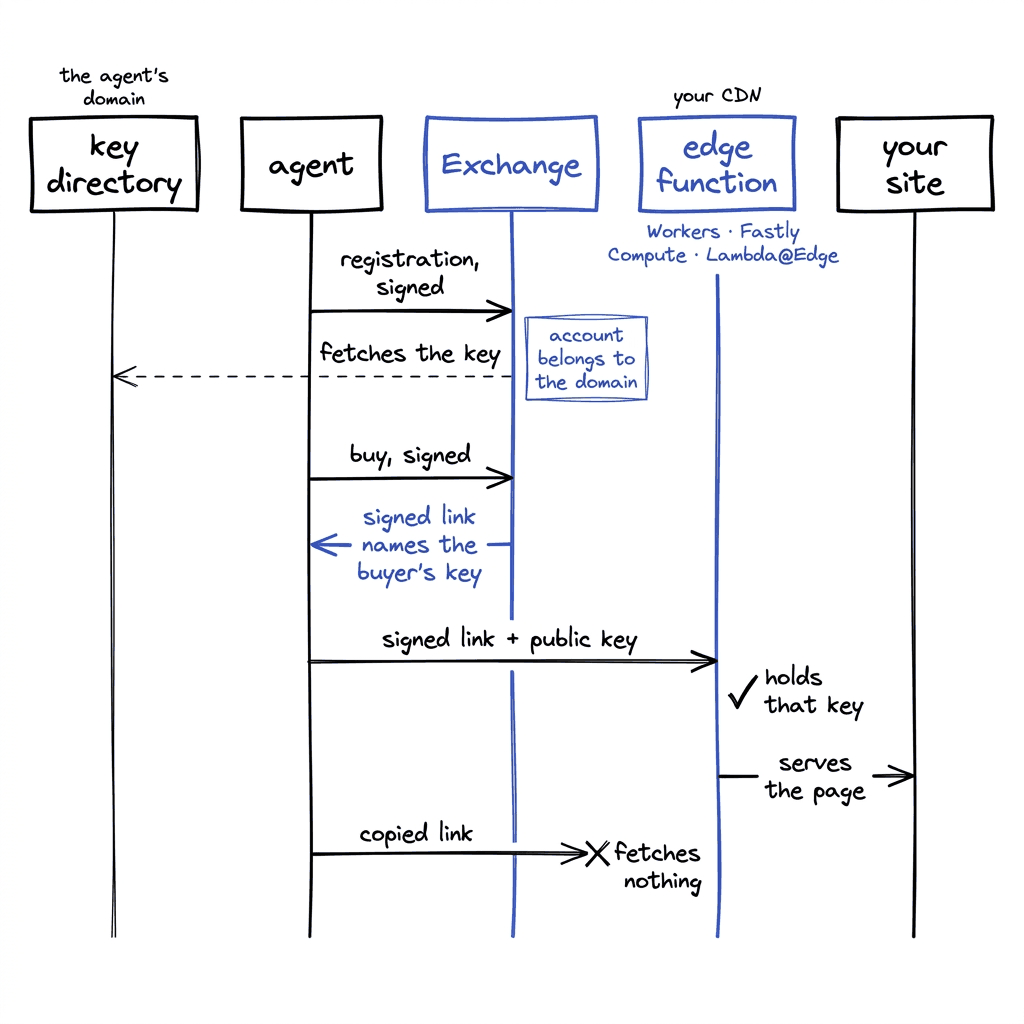 the agent's
domain
your CDN
key
directory
agent
Exchange
edge
function
your
site
Workers · Fastly
Compute · Lambda@Edge
registration,
signed
account
belongs to
the domain
fetches the key
buy, signed
signed link
names the
buyer's key
signed link + public key
holds
that key
serves
the page
copied link
fetches
nothing